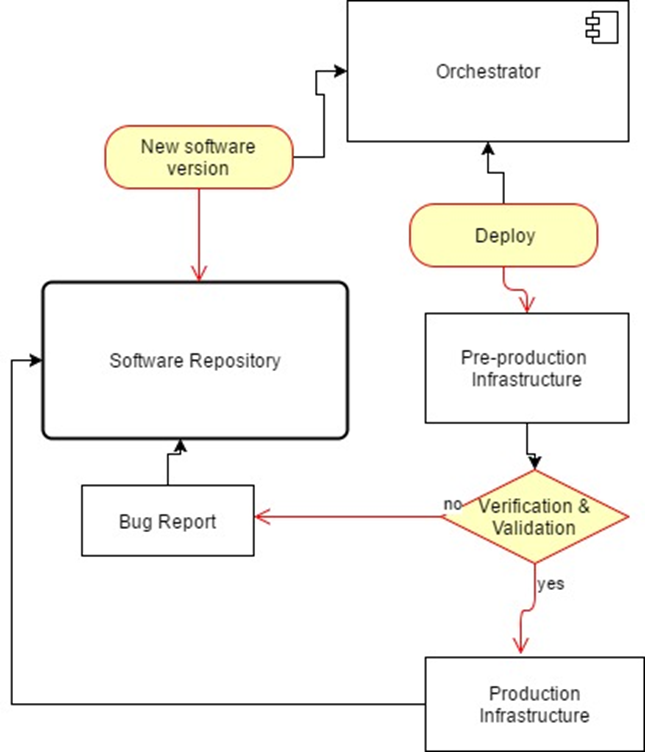 Orchestrator
New software
version
Deploy
Software Repository
Pre-production
Infrastructure
no
Verification &
Validation
Bug Report
yes
Production
Infrastructure